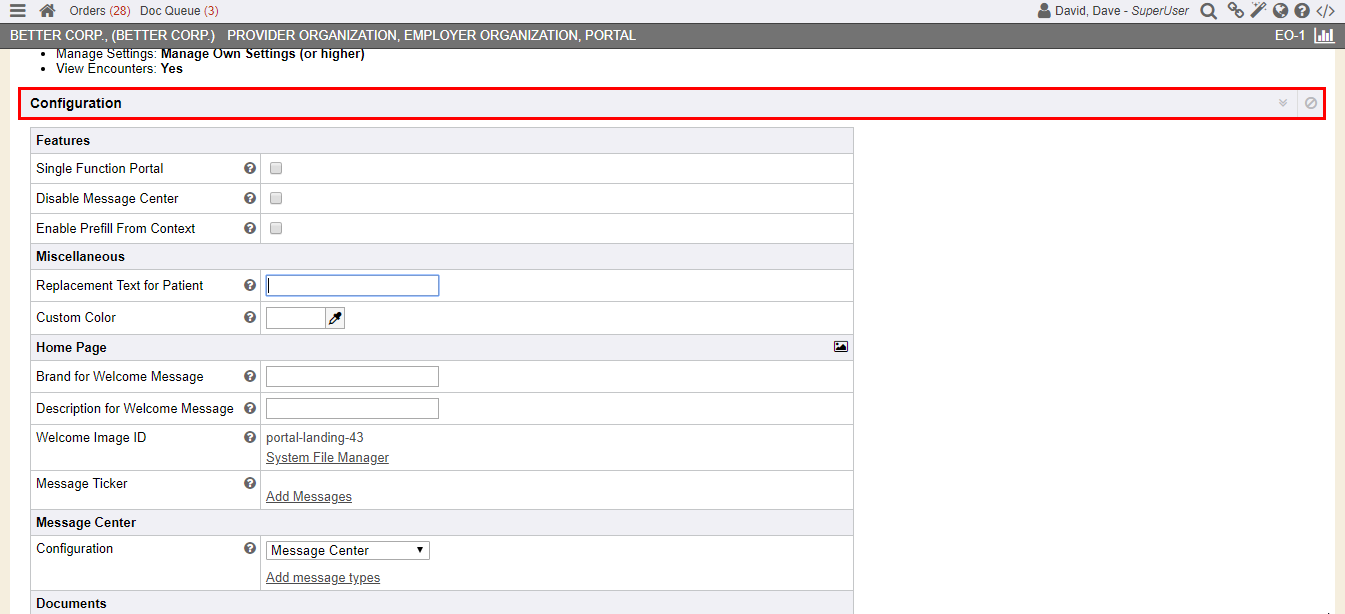 Orders (28) Doc Queue (3) David, Dave - SuperUser
BETTER CORP., (BETTER CORP.) PROVIDER ORGANIZATION, EMPLOYER ORGANIZATION, PORTAL EO-1
Manage Settings: Manage Own Settings (or higher)
View Encounters: Yes
Configuration
Features
Single Function Portal
Disable Message Center
Enable Prefill From Context
Miscellaneous
Replacement Text for Patient
Custom Color
Home Page
Brand for Welcome Message
Description for Welcome Message
Welcome Image ID portal-landing-43
System File Manager
Message Ticker
Add Messages
Message Center
Configuration Message Center
Add message types
Documents